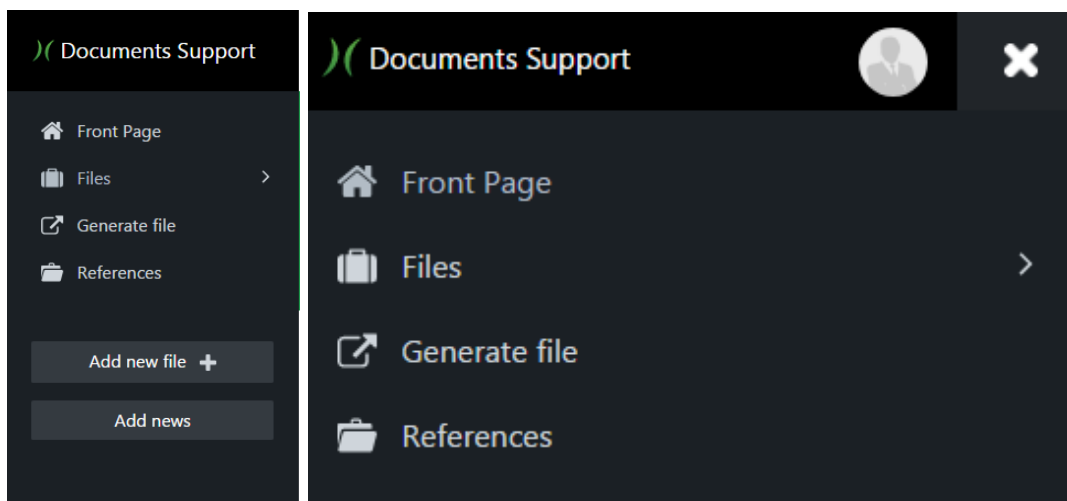 Documents Support
Front Page
Files
Generate file
References
Add new file
Add news
Documents Support
Front Page
Files
Generate file
References